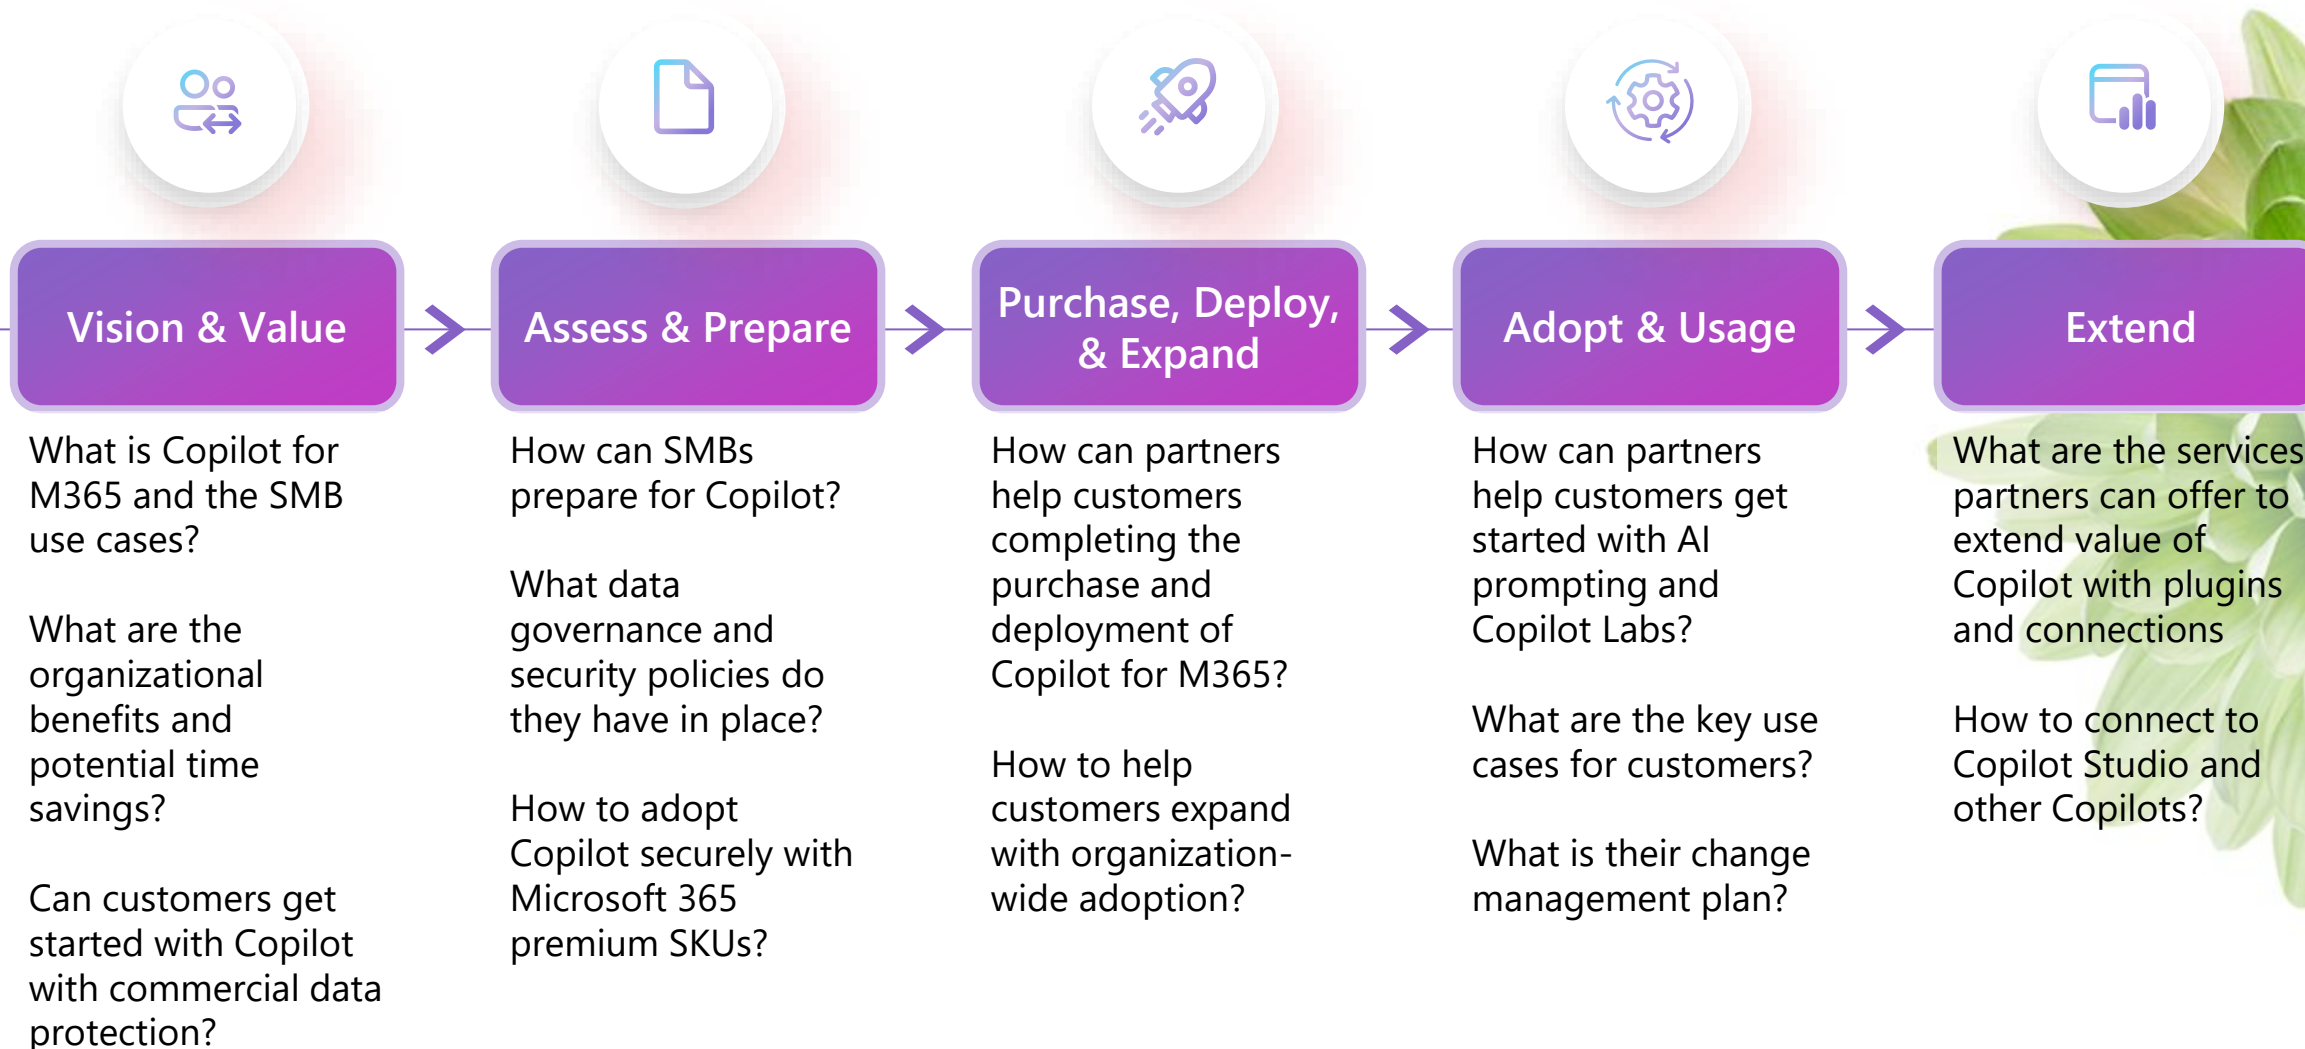 Vision & Value
What is Copilot for
M365 and the SMB
use cases?
What are the
organizational
benefits and
potential time
savings?
Can customers get
started with Copilot
with commercial data
protection?
Assess & Prepare
How can SMBs
prepare for Copilot?
What data
governance and
security policies do
they have in place?
How to adopt
Copilot securely with
Microsoft 365
premium SKUs?
Purchase, Deploy,
& Expand
How can partners
help customers
completing the
purchase and
deployment of
Copilot for M365?
How to help
customers expand
with organization-
wide adoption?
Adopt & Usage
How can partners
help customers get
started with AI
prompting and
Copilot Labs?
What are the key use
cases for customers?
What is their change
management plan?
Extend
What are the services
partners can offer to
extend value of
Copilot with plugins
and connections
How to connect to
Copilot Studio and
other Copilots?